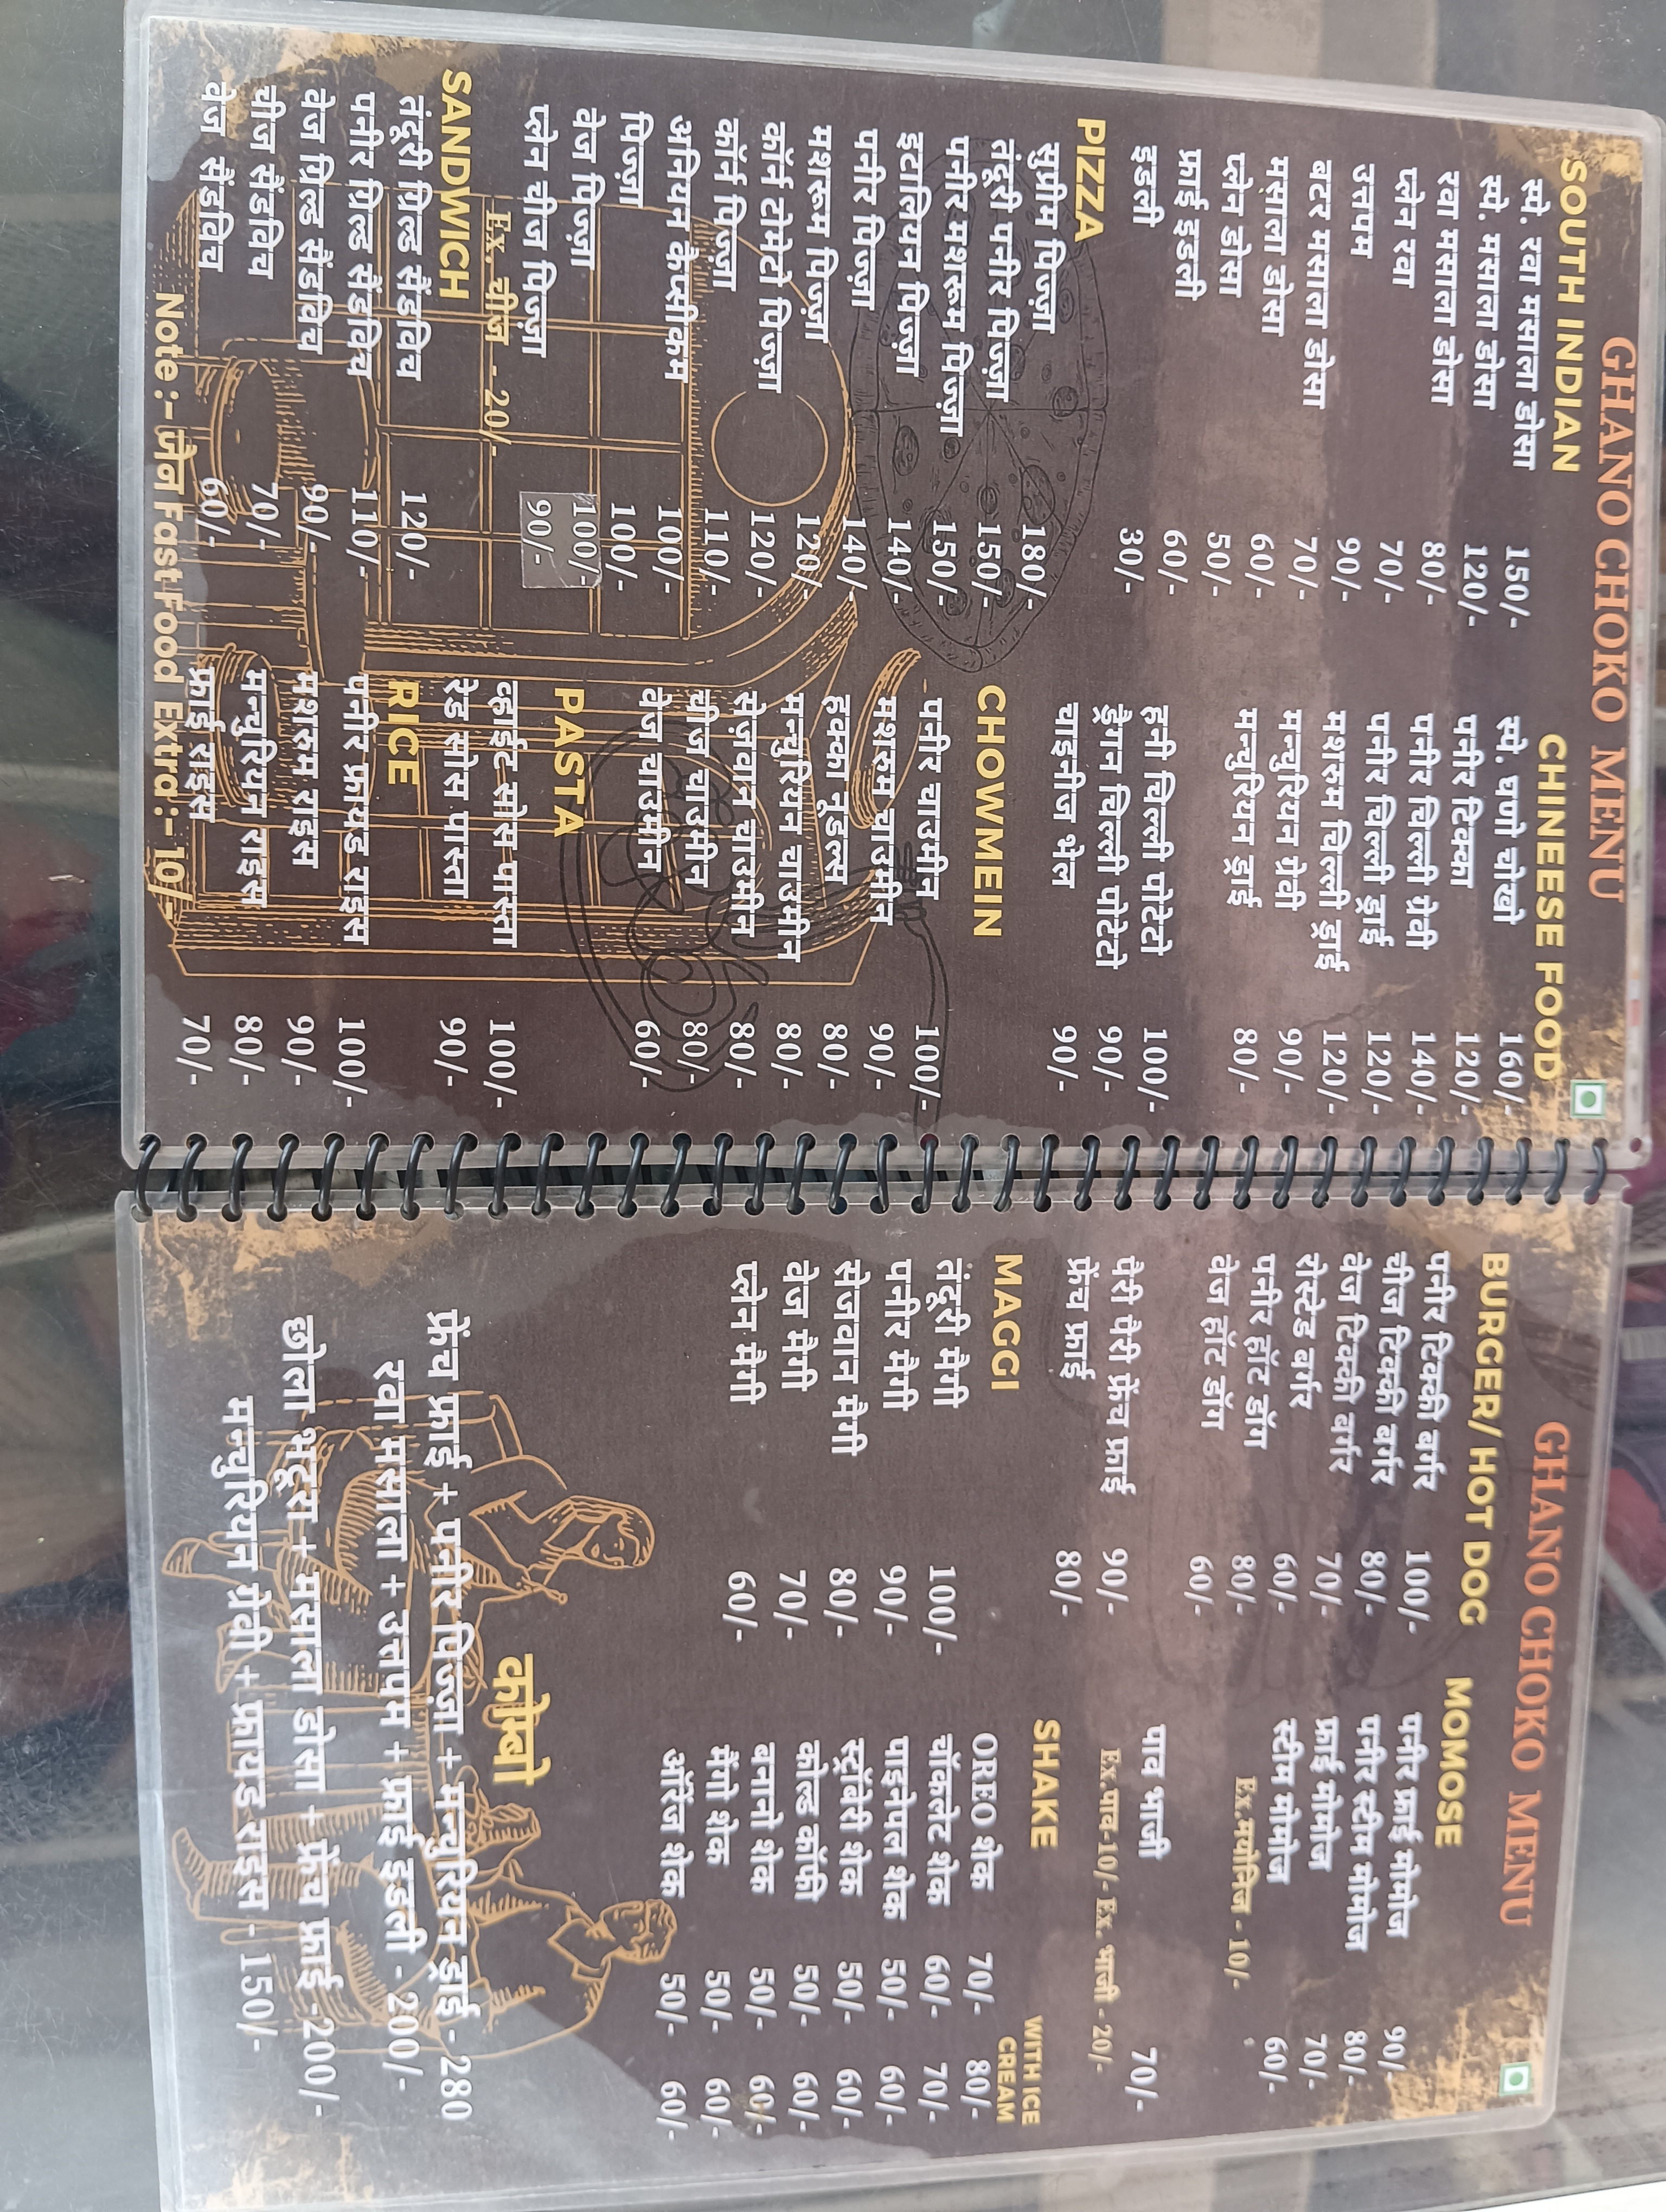 GHANO CHOKO MENU
SOUTH INDIAN
स्पे. रवा मसाला डोसा 150/-
स्पे. मसाला डोसा 120/-
रवा मसाला डोसा 80/-
प्लेन रवा 70/-
उत्तपम 90/-
बटर मसाला डोसा 70/-
मसाला डोसा 60/-
प्लेन डोसा 50/-
फ्राई इडली 60/-
इडली 30/-
PIZZA
सुप्रीम पिज्ज़ा 180/-
तंदूरी पनीर पिज्ज़ा 150/-
पनीर मशरूम पिज्ज़ा 150/-
इटालियन पिज्ज़ा 140/-
पनीर पिज्ज़ा 140/-
मशरूम पिज्ज़ा 120/-
कॉर्न टोमेटो पिज्ज़ा 120/-
कॉर्न पिज्ज़ा 110/-
अनियन केप्सीकम 100/-
पिज्ज़ा 100/-
वेज पिज्ज़ा 100/-
प्लेन चीज पिज्ज़ा 90/-
Ex. चीज - 20/-
SANDWICH
तंदूरी ग्रिल्ड सेंडविच 120/-
पनीर ग्रिल्ड सेंडविच 110/-
वेज ग्रिल्ड सेंडविच 90/-
चीज सेंडविच 70/-
वेज सेंडविच 60/-
CHINEESE FOOD
स्पे. घणो चोखो 160/-
पनीर टिक्का 120/-
पनीर चिल्ली ग्रेवी 140/-
पनीर चिल्ली ड्राई 120/-
मशरुम चिल्ली ड्राई 120/-
मन्चुरियन ग्रेवी 90/-
मन्चुरियन ड्राई 80/-
हनी चिल्ली पोटेटो 100/-
ड्रेगन चिल्ली पोटेटो 90/-
चाइनीज भेल 90/-
CHOWMEIN
पनीर चाउमीन 100/-
मशरुम चाउमीन 90/-
हक्का नूडल्स 80/-
मन्चुरियन चाउमीन 80/-
सेज़वान चाउमीन 80/-
चीज चाउमीन 80/-
वेज चाउमीन 60/-
PASTA
व्हाईट सोस पास्ता 100/-
रेड सोस पास्ता 90/-
RICE
पनीर फ्रायड राइस 100/-
मशरुम राइस 90/-
मन्चुरियन राइस 80/-
फ्राई राइस 70/-
Note :- जैन Fast Food Extra :- 10/-
GHANO CHOKO MENU
BURGER/ HOT DOG
पनीर टिक्की बर्गर 100/-
चीज टिक्की बर्गर 80/-
वेज टिक्की बर्गर 70/-
रोस्टेड बर्गर 60/-
पनीर हॉट डॉग 80/-
वेज हॉट डॉग 60/-
पेरी पेरी फ्रेंच फ्राई 90/-
फ्रेंच फ्राई 80/-
MAGGI
तंदूरी मैगी 100/-
पनीर मैगी 90/-
सेजवान मैगी 80/-
वेज मैगी 70/-
प्लेन मैगी 60/-
MOMOSE
पनीर फ्राई मोमोज 90/-
पनीर स्टीम मोमोज 80/-
फ्राई मोमोज 70/-
स्टीम मोमोज 60/-
Ex. मयोनिज - 10/-
पाव भाजी 70/-
Ex. पाव- 10/- Ex. भाजी - 20/-
SHAKE WITH ICE CREAM
OREO शेक 70/- 80/-
चॉकलेट शेक 60/- 70/-
पाइनेपल शेक 50/- 60/-
स्ट्रॉबेरी शेक 50/- 60/-
कोल्ड कॉफी 50/- 60/-
बनानो शेक 50/- 60/-
मैंगो शेक 50/- 60/-
ऑरेंज शेक 50/- 60/-
कोम्बो
फ्रेंच फ्राई + पनीर पिज्ज़ा + मन्चुरियन ड्राई - 280
रवा मसाला + उत्तपम + फ्राई इडली - 200/-
छोला भटूरा + मसाला डोसा + फ्रेंच फ्राई - 200/-
मन्चुरियन ग्रेवी + फ्रायड राइस - 150/-